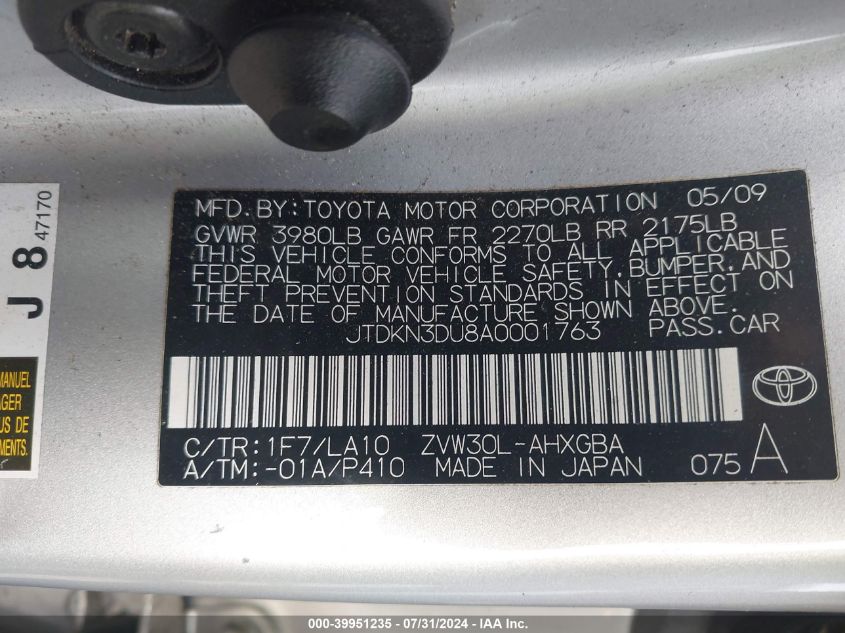 MFD. BY: TOYOTA MOTOR CORPORATION 05/09
GVWR 3980LB GAWR FR 2270LB RR 2175LB
THIS VEHICLE CONFORMS TO ALL APPLICABLE
FEDERAL MOTOR VEHICLE SAFETY, BUMPER, AND
THEFT PREVENTION STANDARDS IN EFFECT ON
THE DATE OF MANUFACTURE SHOWN ABOVE.
JTDKN3DU8A0001763 PASS. CAR
C/TR: 1F7/LA10 ZVW30L-AHXGBA
A/TM: -01A/P410 MADE IN JAPAN 075 A
J 8 47170
MANUEL
AGER
US DE
MENTS.
000-39951235 - 07/31/2024 - IAA, Inc.